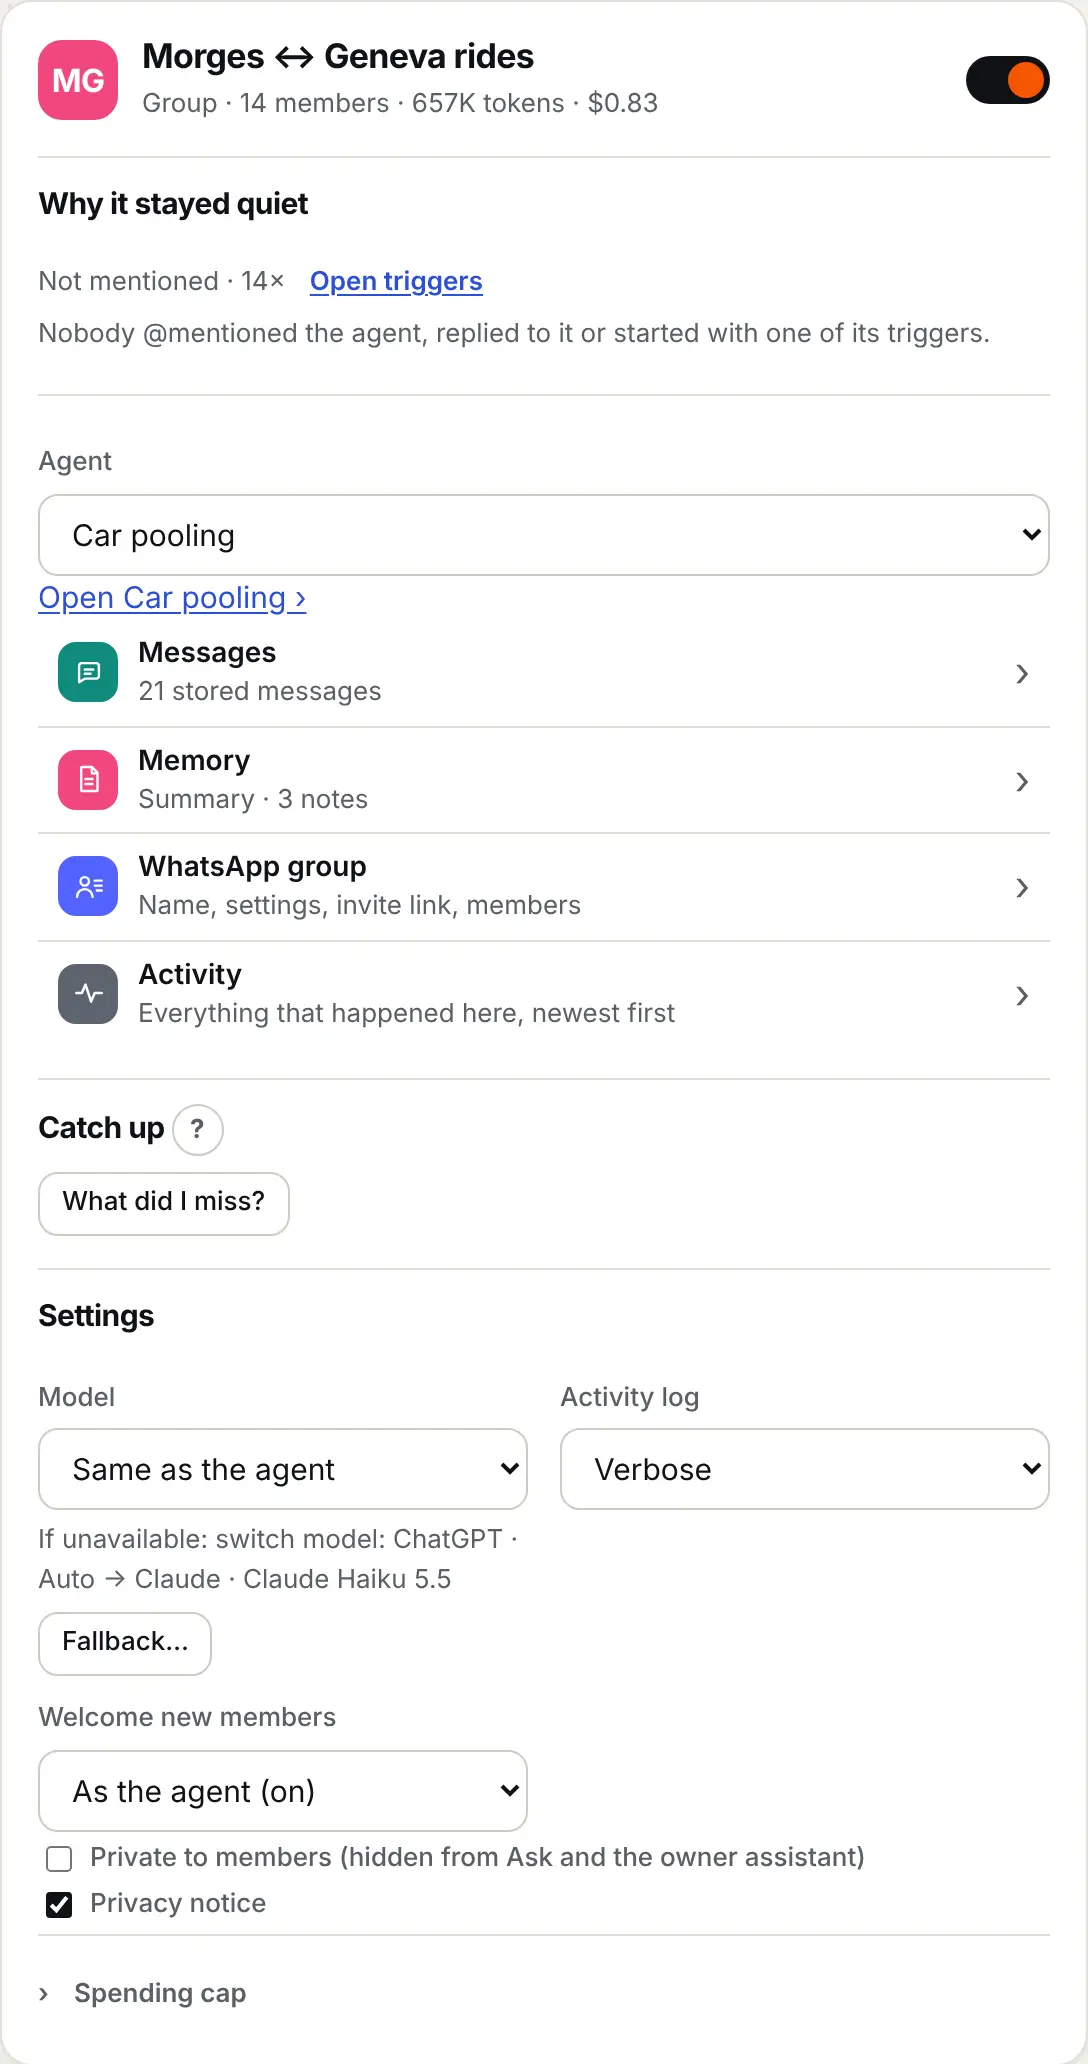 MG
Morges ↔ Geneva rides
Group · 14 members · 657K tokens · $0.83
Why it stayed quiet
Not mentioned · 14× Open triggers
Nobody @mentioned the agent, replied to it or started with one of its triggers.
Agent
Car pooling
Open Car pooling ›
Messages
21 stored messages
Memory
Summary · 3 notes
WhatsApp group
Name, settings, invite link, members
Activity
Everything that happened here, newest first
Catch up ?
What did I miss?
Settings
Model
Activity log
Same as the agent
Verbose
If unavailable: switch model: ChatGPT ·
Auto → Claude · Claude Haiku 5.5
Fallback...
Welcome new members
As the agent (on)
Private to members (hidden from Ask and the owner assistant)
Privacy notice
› Spending cap